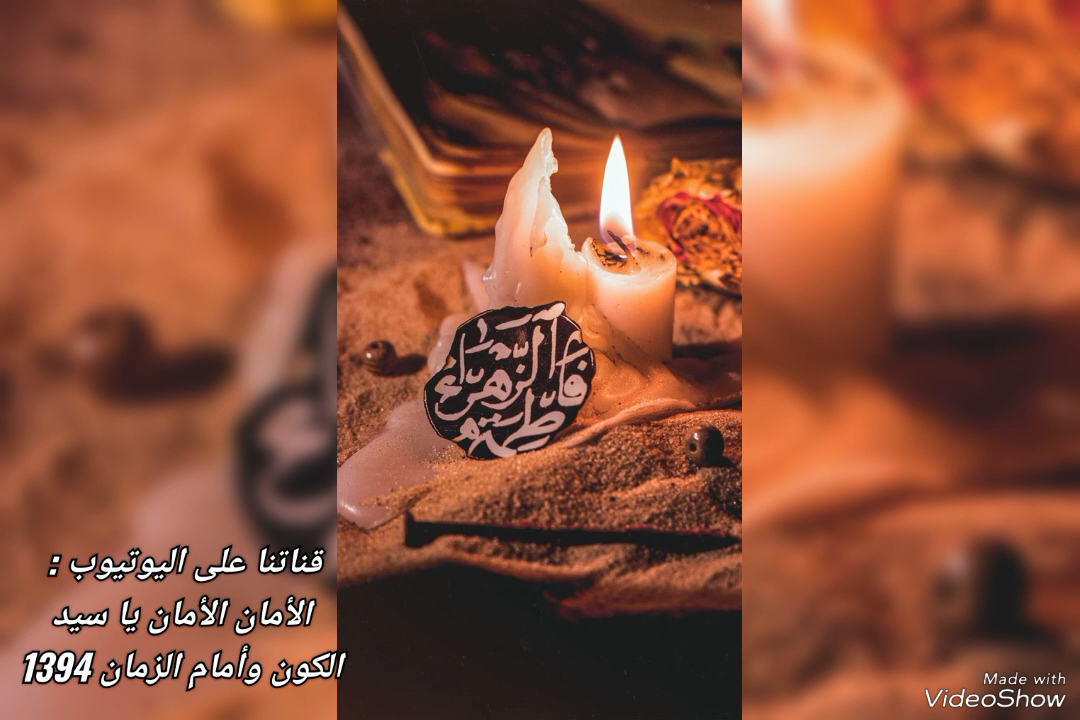 فاطمة الزهراء
قناتنا على اليوتيوب :
الأمان الأمان يا سيد
الكون وأمام الزمان 1394
Made with
VideoShow